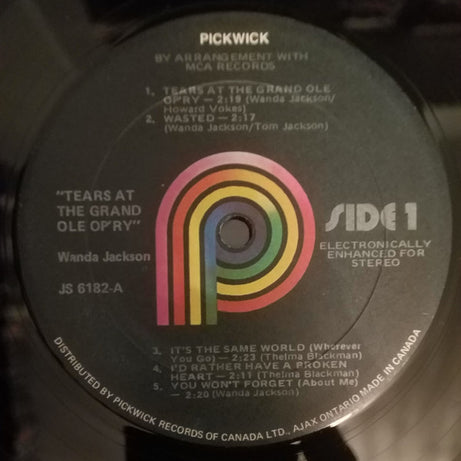 PICKWICK
BY ARRANGEMENT WITH
MCA RECORDS
1. TEARS AT THE GRAND OLE
OP'RY — 2:19 (Wanda Jackson/
Howard Vokes)
2. WASTED — 2:17
(Wanda Jackson/Tom Jackson)
"TEARS AT
THE GRAND
OLE OP'RY"
Wanda Jackson
JS 6182-A
SIDE 1
ELECTRONICALLY
ENHANCED FOR
STEREO
3. IT'S THE SAME WORLD (Wherever
You Go) — 2:23 (Thelma Blackman)
4. I'D RATHER HAVE A BROKEN
HEART — 2:11 (Thelma Blackman)
5. YOU WON'T FORGET (About Me) —
— 2:20 (Wanda Jackson)
DISTRIBUTED BY PICKWICK RECORDS OF CANADA LTD., AJAX ONTARIO MADE IN CANADA